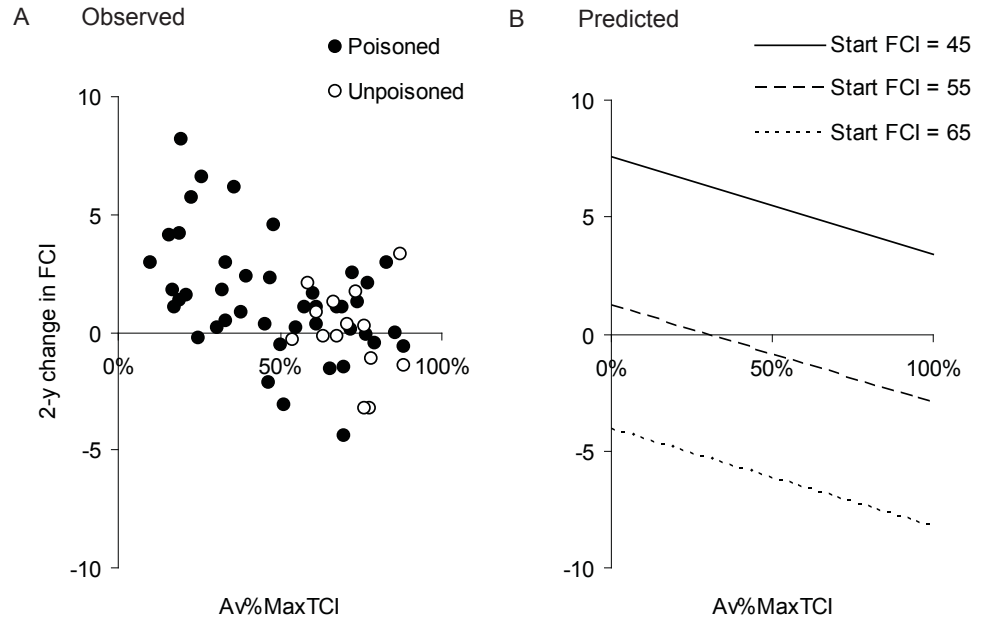 A Observed
Poisoned
Unpoisoned
10
5
0
-5
-10
0%
50%
100%
2-y change in FCI
Av%MaxTCI
B Predicted
Start FCI = 45
Start FCI = 55
Start FCI = 65
10
5
0
-5
-10
0%
50%
100%
Av%MaxTCI